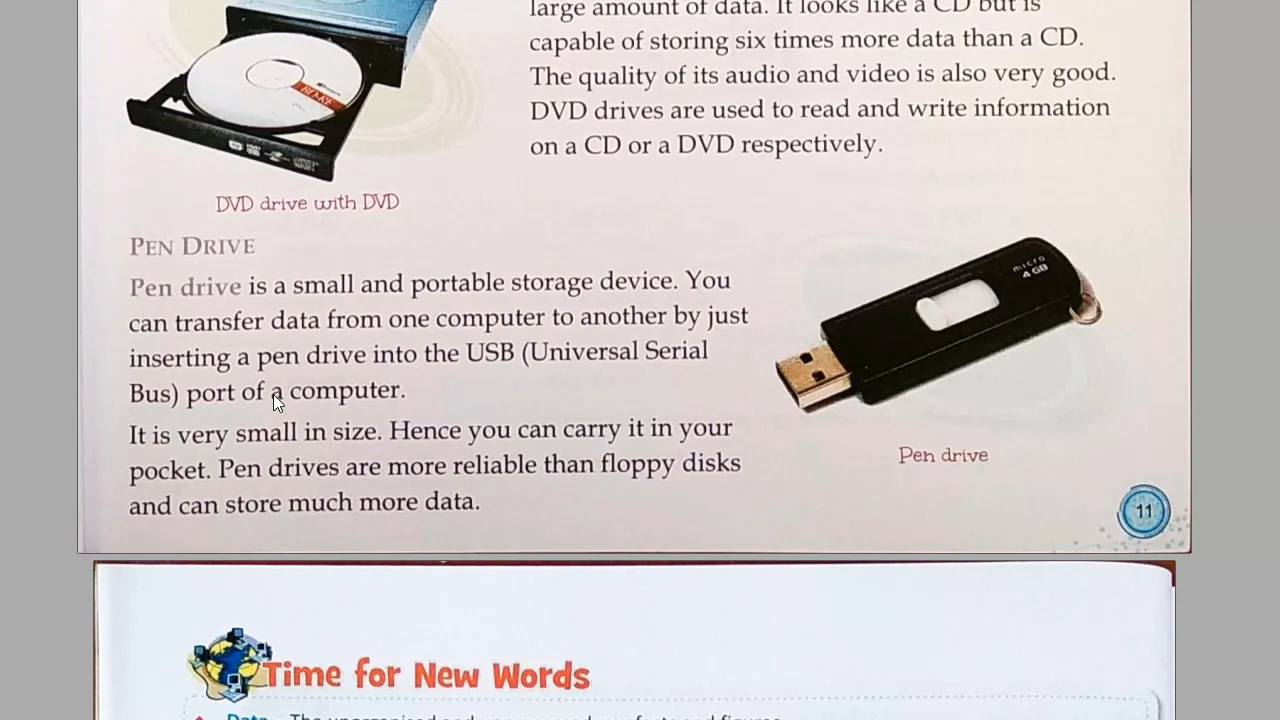 large amount of data. It looks like a CD but is
capable of storing six times more data than a CD.
The quality of its audio and video is also very good.
DVD drives are used to read and write information
on a CD or a DVD respectively.
DVD drive with DVD
PEN DRIVE
Pen drive is a small and portable storage device. You
can transfer data from one computer to another by just
inserting a pen drive into the USB (Universal Serial
Bus) port of a computer.
It is very small in size. Hence you can carry it in your
pocket. Pen drives are more reliable than floppy disks
and can store much more data.
micro
4 GB
Pen drive
11
Time for New Words
Data